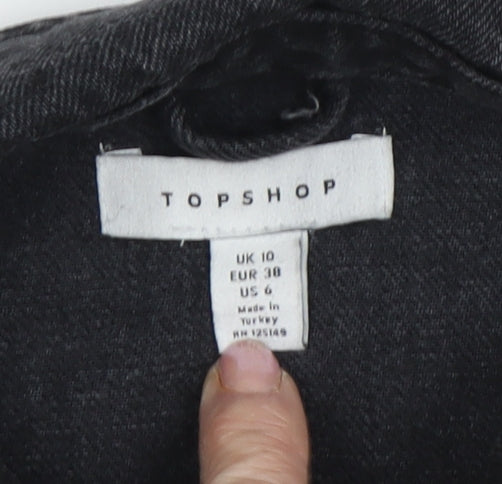 TOPSHOP
UK 10
EUR 38
US 6
Made in
Turkey
RN 125149